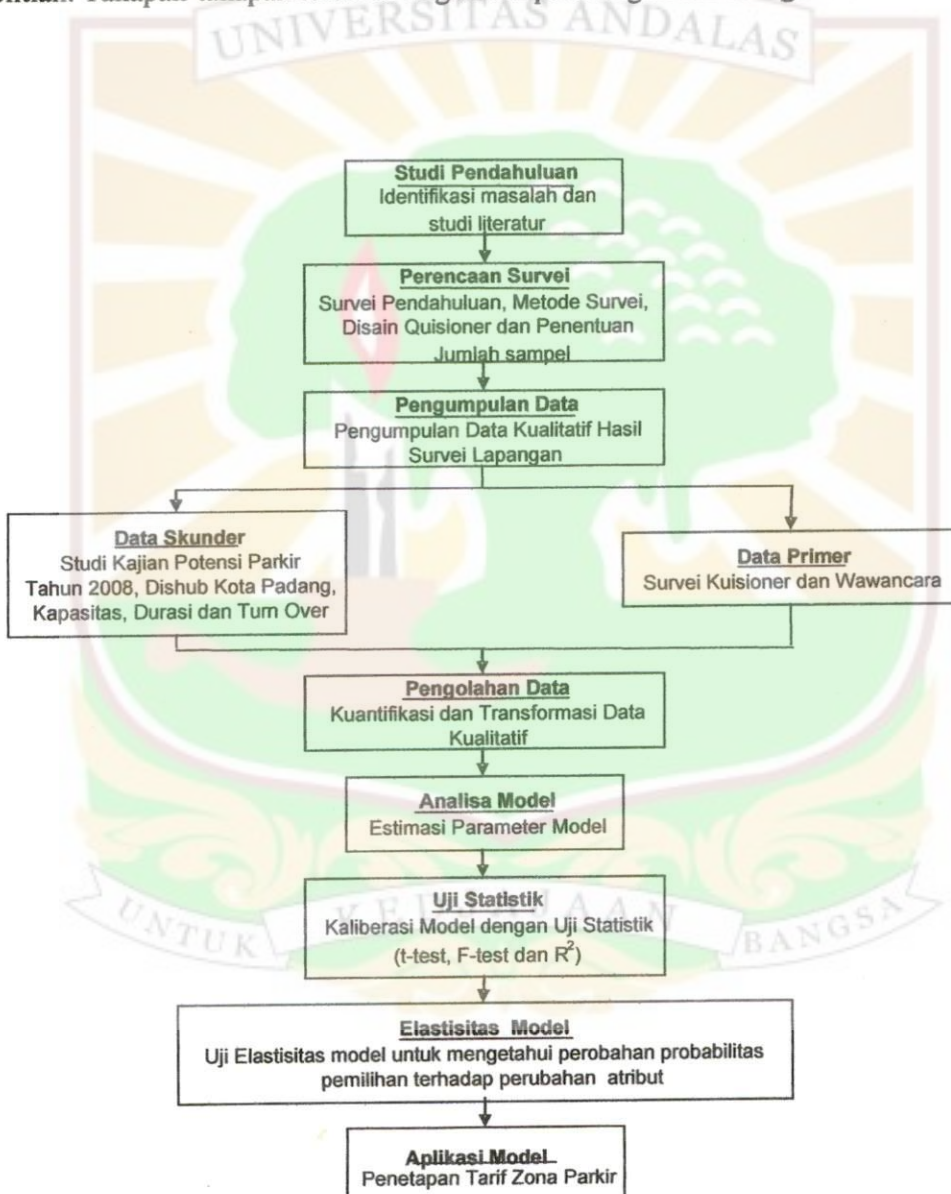 UNIVERSITAS ANDALAS
Studi Pendahuluan
Identifikasi masalah dan
studi literatur
Perencaan Survei
Survei Pendahuluan, Metode Survei,
Disain Quisioner dan Penentuan
Jumlah sampel
Pengumpulan Data
Pengumpulan Data Kualitatif Hasil
Survei Lapangan
Data Skunder
Studi Kajian Potensi Parkir
Tahun 2008, Dishub Kota Padang,
Kapasitas, Durasi dan Turn Over
Data Primer
Survei Kuisioner dan Wawancara
Pengolahan Data
Kuantifikasi dan Transformasi Data
Kualitatif
Analisa Model
Estimasi Parameter Model
Uji Statistik
Kaliberasi Model dengan Uji Statistik
(t-test, F-test dan R²)
UNTUK KEDJAJAAN BANGSA
Elastisitas Model
Uji Elastisitas model untuk mengetahui perobahan probabilitas
pemilihan terhadap perubahan atribut
Aplikasi Model
Penetapan Tarif Zona Parkir